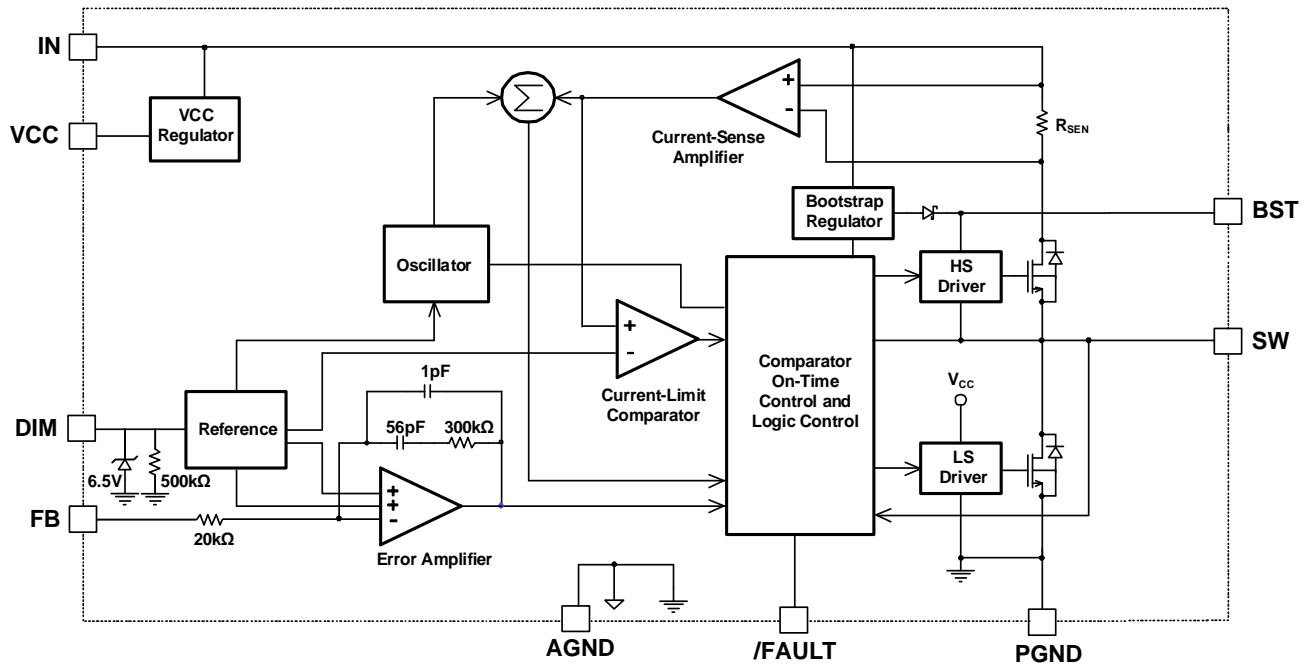 IN
VCC
Regulator
VCC
Σ
+
-
Current-Sense
Amplifier
RSEN
Bootstrap
Regulator
BST
Oscillator
HS
Driver
+
-
Current-Limit
Comparator
Comparator
On-Time
Control and
Logic Control
SW
VCC
1pF
56pF
300kΩ
DIM
Reference
6.5V
500kΩ
LS
Driver
FB
20kΩ
+
+
-
Error Amplifier
AGND
/FAULT
PGND